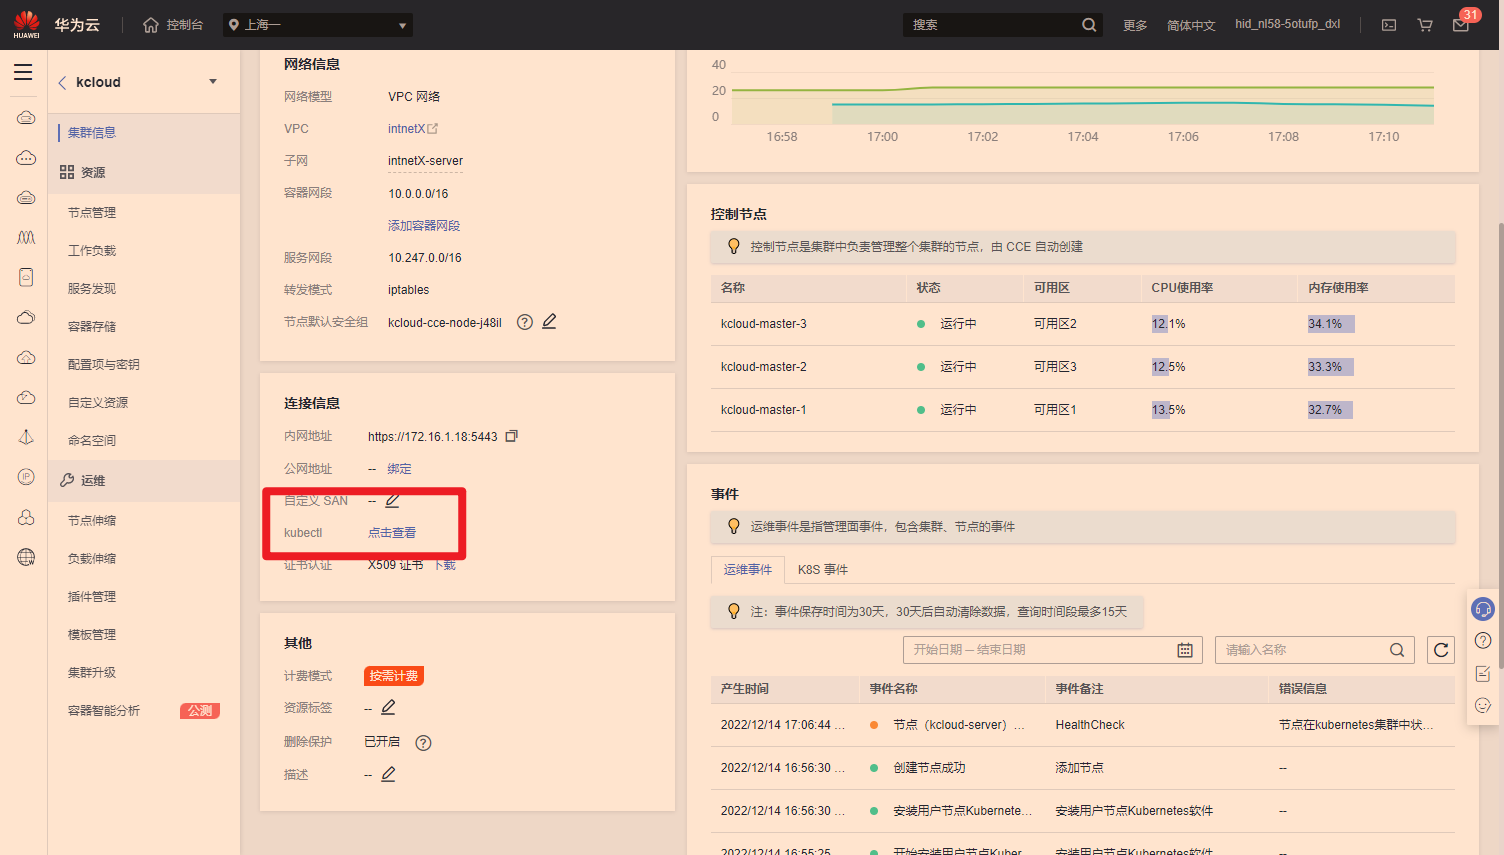 HUAWEI
华为云
控制台
上海一
搜索
更多
简体中文
hid_nl58-5otufp_dxl
31
kcloud
集群信息
资源
节点管理
工作负载
服务发现
容器存储
配置项与密钥
自定义资源
命名空间
运维
节点伸缩
负载伸缩
插件管理
模板管理
集群升级
容器智能分析
公测
网络信息
网络模型 VPC 网络
VPC intnetX
子网 intnetX-server
容器网段 10.0.0.0/16
添加容器网段
服务网段 10.247.0.0/16
转发模式 iptables
节点默认安全组 kcloud-cce-node-j48il
连接信息
内网地址 https://172.16.1.18:5443
公网地址 -- 绑定
自定义 SAN --
kubectl 点击查看
证书认证 X509 证书 下载
其他
计费模式 按需计费
资源标签 --
删除保护 已开启
描述 --
40
20
0
16:58 17:00 17:02 17:04 17:06 17:08 17:10
控制节点
控制节点是集群中负责管理整个集群的节点，由 CCE 自动创建
名称 状态 可用区 CPU使用率 内存使用率
kcloud-master-3 运行中 可用区2 12.1% 34.1%
kcloud-master-2 运行中 可用区3 12.5% 33.3%
kcloud-master-1 运行中 可用区1 13.5% 32.7%
事件
运维事件是指管理面事件，包含集群、节点的事件
运维事件 K8S 事件
注：事件保存时间为30天，30天后自动清除数据，查询时间段最多15天
开始日期 – 结束日期
请输入名称
产生时间 事件名称 事件备注 错误信息
2022/12/14 17:06:44 ... 节点（kcloud-server）... HealthCheck 节点在kubernetes集群中状...
2022/12/14 16:56:30 ... 创建节点成功 添加节点 --
2022/12/14 16:56:30 ... 安装用户节点Kubernete... 安装用户节点Kubernetes软件 --
2022/12/14 16:55:25 ... 开始安装用户节点Kuber... 安装用户节点Kubernetes软件 --